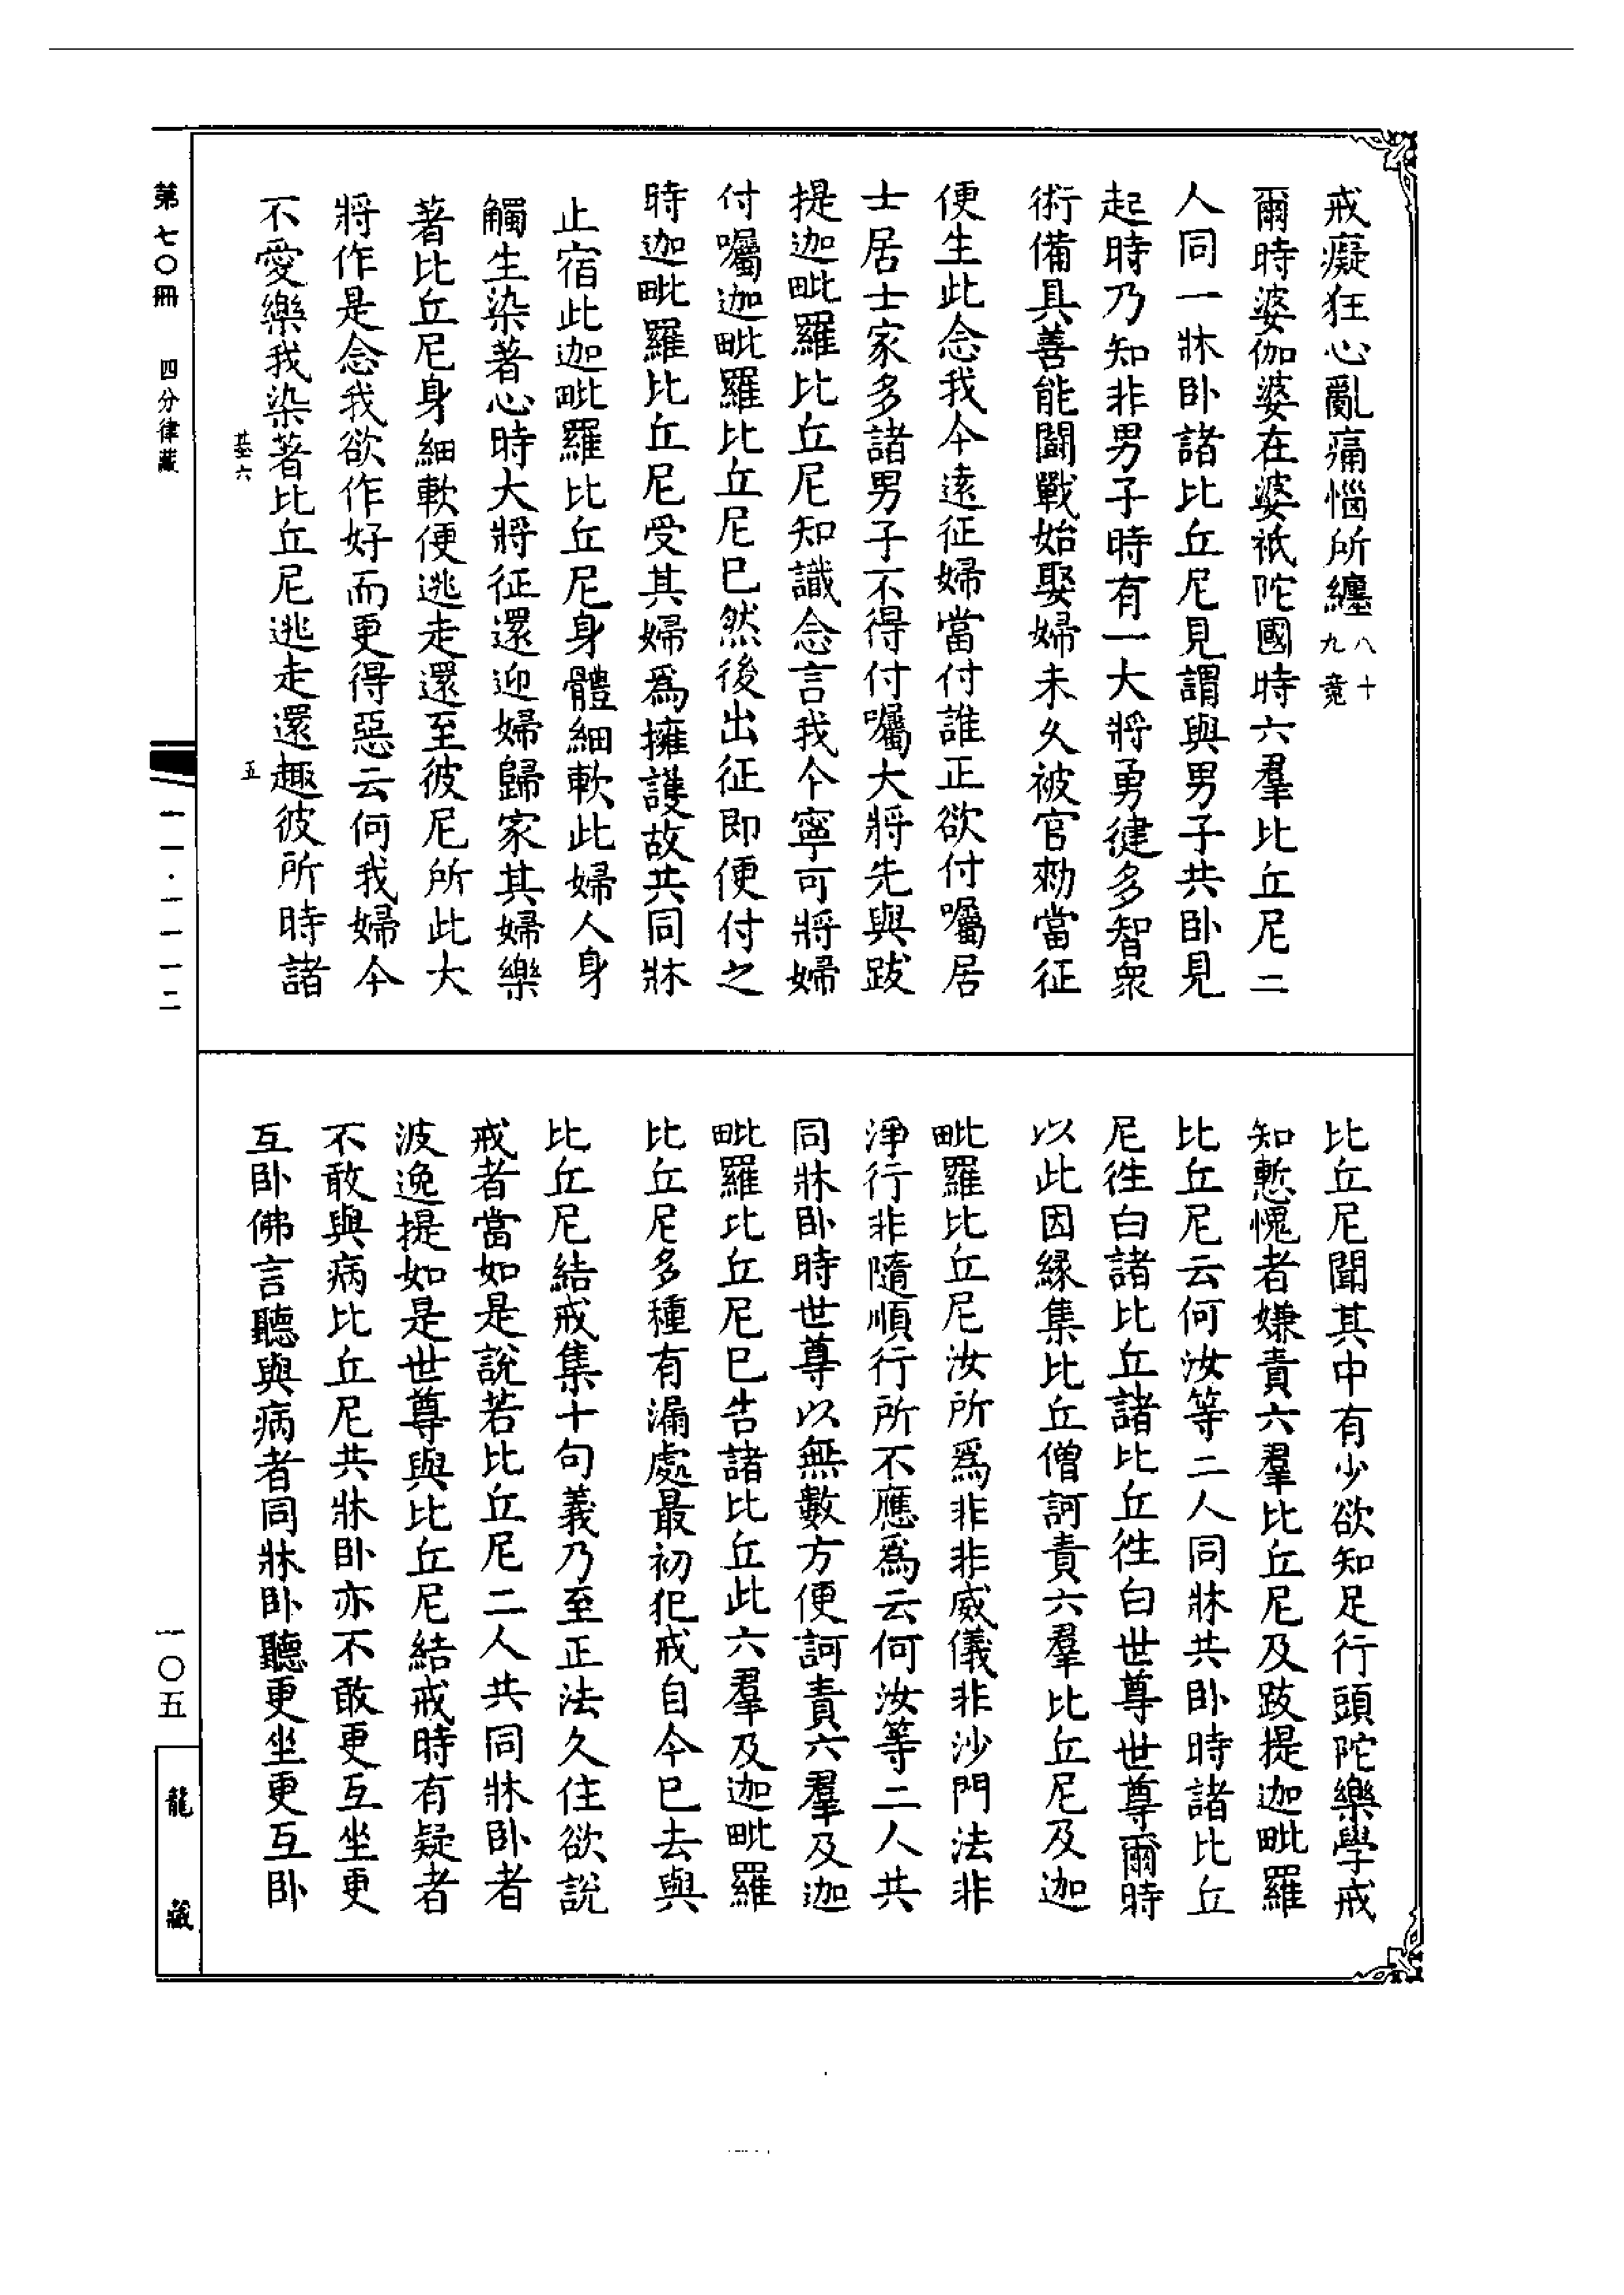 戒癡狂心亂痛惱所纏八十九竟
爾時婆伽婆在婆祇陀國時六羣比丘尼二
人同一牀卧諸比丘尼見謂與男子共卧見
起時乃知非男子時有一大將勇健多智衆
術備具善能鬬戰始娶婦未久被官勑當征
便生此念我今遠征婦當付誰正欲付囑居
士居士家多諸男子不得付囑大將先與跋
提迦毗羅比丘尼知識念言我今寧可將婦
付囑迦毗羅比丘尼已然後出征即便付之
時迦毗羅比丘尼受其婦爲擁護故共同牀
止宿此迦毗羅比丘尼身體細軟此婦人身
觸生染著心時大將征還迎婦歸家其婦樂
著比丘尼身細軟便逃走還至彼尼所此大
將作是念我欲作好而更得惡云何我婦今
不愛樂我染著比丘尼逃走還趣彼所時諸
比丘尼聞其中有少欲知足行頭陀樂學戒
知慙愧者嫌責六羣比丘尼及跋提迦毗羅
比丘尼云何汝等二人同牀共卧時諸比丘
尼徃白諸比丘諸比丘徃白世尊世尊爾時
以此因緣集比丘僧訶責六羣比丘尼及迦
毗羅比丘尼汝所爲非非威儀非沙門法非
淨行非隨順行所不應爲云何汝等二人共
同牀卧時世尊以無數方便訶責六羣及迦
毗羅比丘尼已告諸比丘此六羣及迦毗羅
比丘尼多種有漏處最初犯戒自今已去與
比丘尼結戒集十句義乃至正法久住欲說
戒者當如是說若比丘尼二人共同牀卧者
波逸提如是世尊與比丘尼結戒時有疑者
不敢與病比丘尼共牀卧亦不敢更互坐更
互卧佛言聽與病者同牀卧聽更坐更互卧
第七〇冊 四分律藏
基六 五
一一·一一一二
一〇五
龍藏